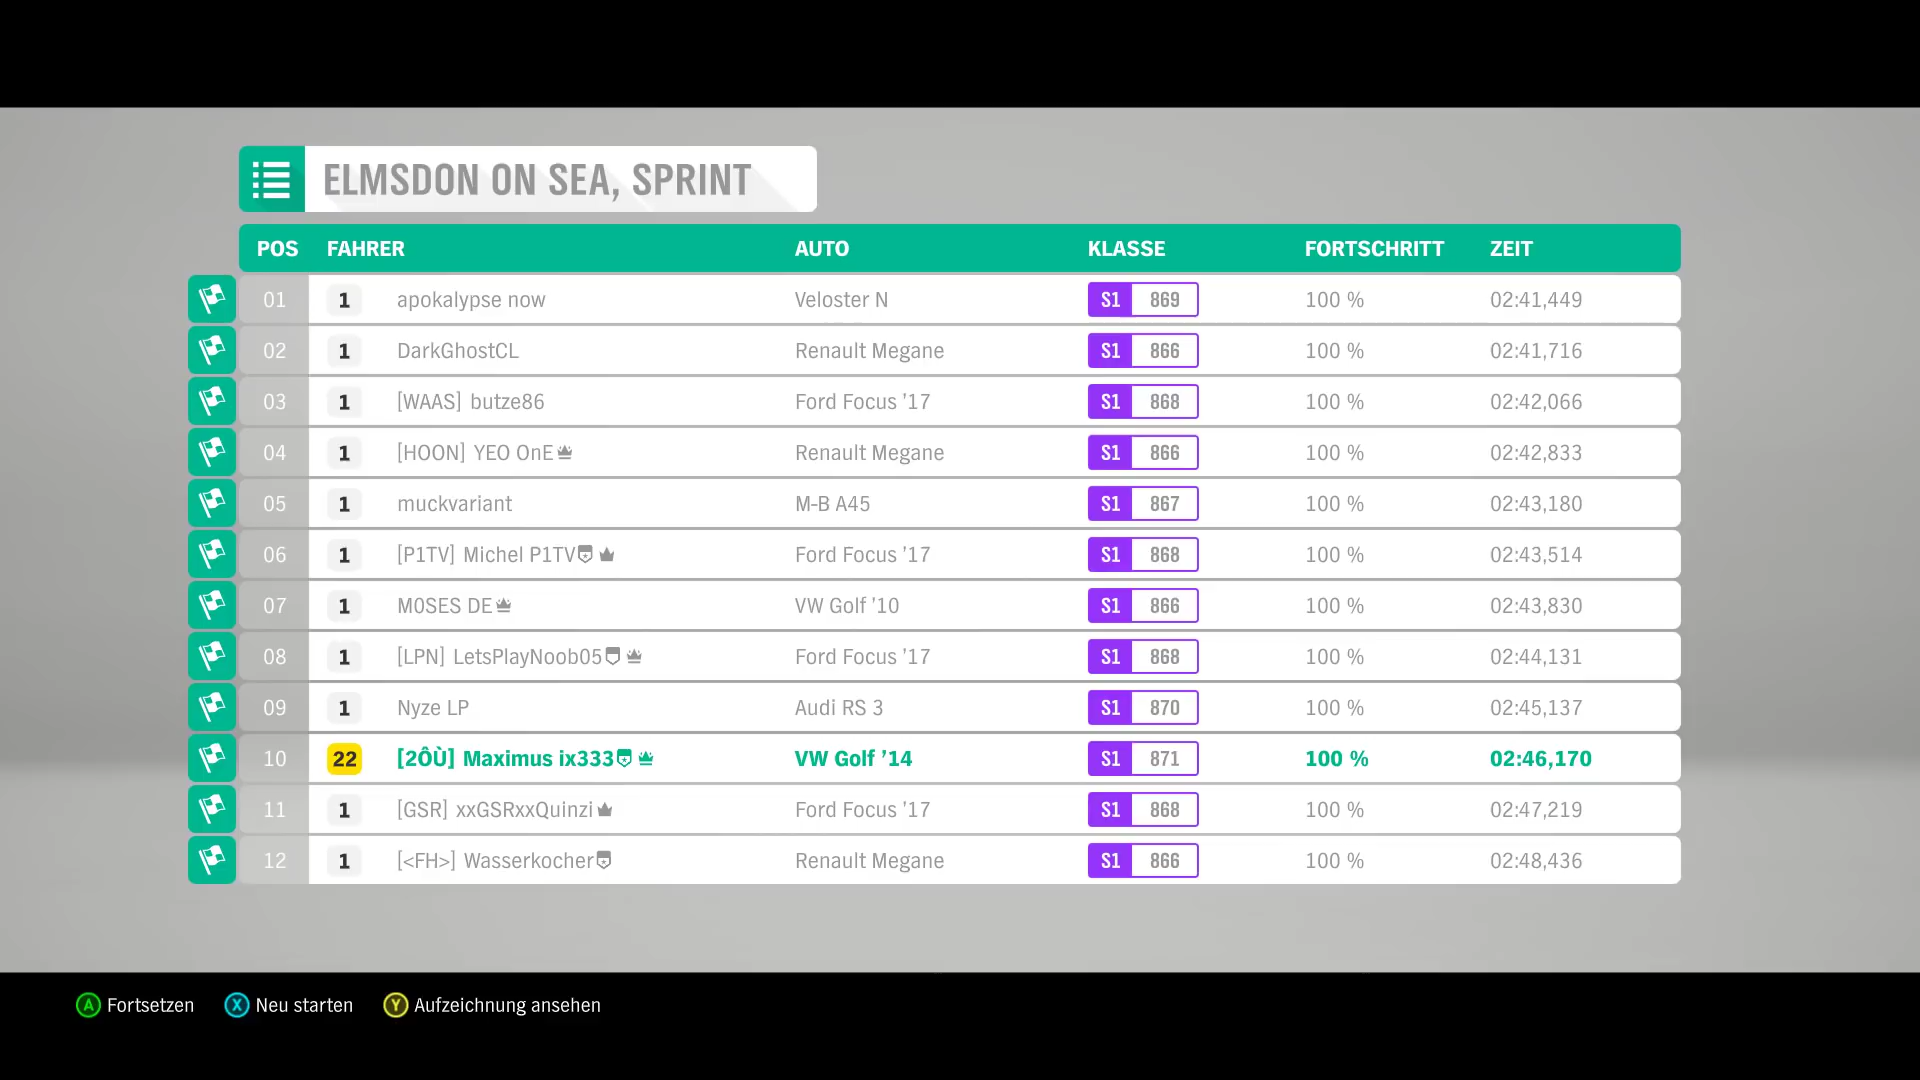 ELMSDON ON SEA, SPRINT
POS FAHRER AUTO KLASSE FORTSCHRITT ZEIT
01 1 apokalypse now Veloster N S1 869 100 % 02:41,449
02 1 DarkGhostCL Renault Megane S1 866 100 % 02:41,716
03 1 [WAAS] butze86 Ford Focus ’17 S1 868 100 % 02:42,066
04 1 [HOON] YEO OnE Renault Megane S1 866 100 % 02:42,833
05 1 muckvariant M-B A45 S1 867 100 % 02:43,180
06 1 [P1TV] Michel P1TV Ford Focus ’17 S1 868 100 % 02:43,514
07 1 M0SES DE VW Golf ’10 S1 866 100 % 02:43,830
08 1 [LPN] LetsPlayNoob05 Ford Focus ’17 S1 868 100 % 02:44,131
09 1 Nyze LP Audi RS 3 S1 870 100 % 02:45,137
10 22 [2ÔÙ] Maximus ix333 VW Golf ’14 S1 871 100 % 02:46,170
11 1 [GSR] xxGSRxxQuinzi Ford Focus ’17 S1 868 100 % 02:47,219
12 1 [<FH>] Wasserkocher Renault Megane S1 866 100 % 02:48,436
A Fortsetzen X Neu starten Y Aufzeichnung ansehen